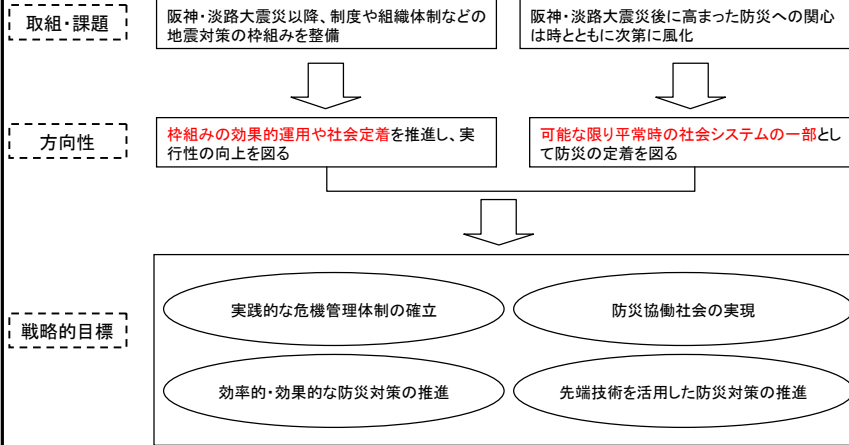 取組・課題
阪神・淡路大震災以降、制度や組織体制などの
地震対策の枠組みを整備
阪神・淡路大震災後に高まった防災への関心
は時とともに次第に風化
方向性
枠組みの効果的運用や社会定着を推進し、実
行性の向上を図る
可能な限り平常時の社会システムの一部とし
て防災の定着を図る
戦略的目標
実践的な危機管理体制の確立
防災協働社会の実現
効率的・効果的な防災対策の推進
先端技術を活用した防災対策の推進